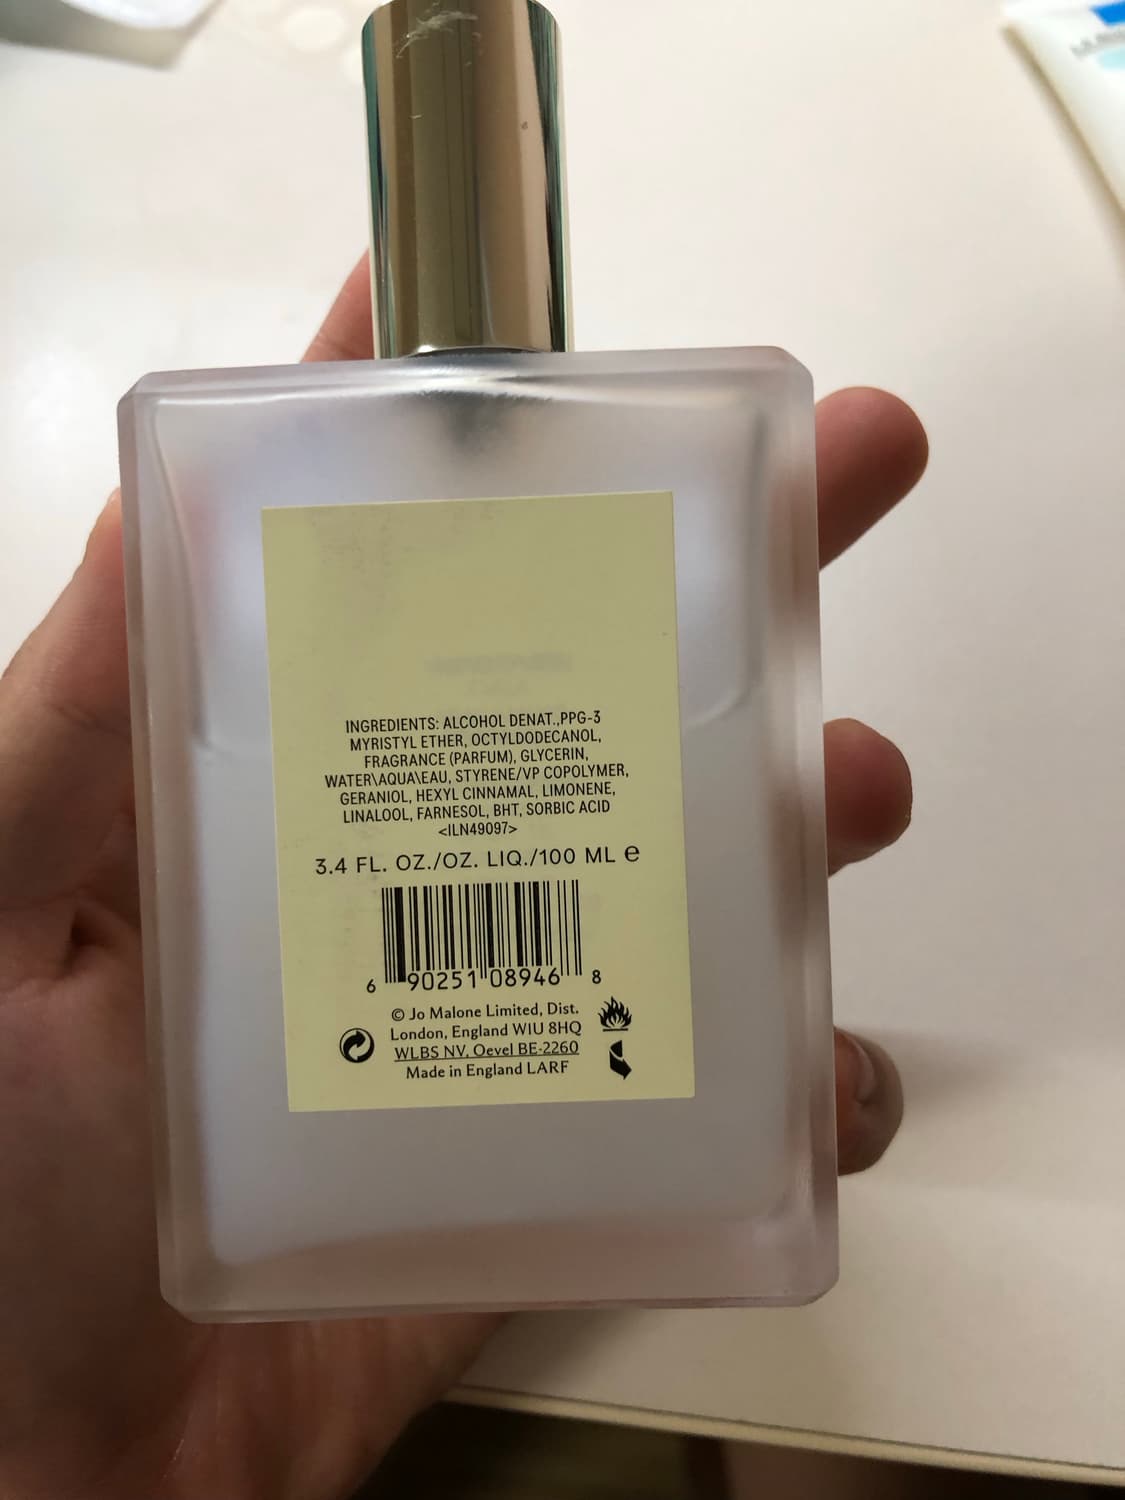 INGREDIENTS: ALCOHOL DENAT.,PPG-3
MYRISTYL ETHER, OCTYLDODECANOL,
FRAGRANCE (PARFUM), GLYCERIN,
WATER\AQUA\EAU, STYRENE/VP COPOLYMER,
GERANIOL, HEXYL CINNAMAL, LIMONENE,
LINALOOL, FARNESOL, BHT, SORBIC ACID
<ILN49097>
3.4 FL. OZ./OZ. LIQ./100 ML e
6 90251 08946 8
© Jo Malone Limited, Dist.
London, England W1U 8HQ
WLBS NV, Oevel BE-2260
Made in England LARF